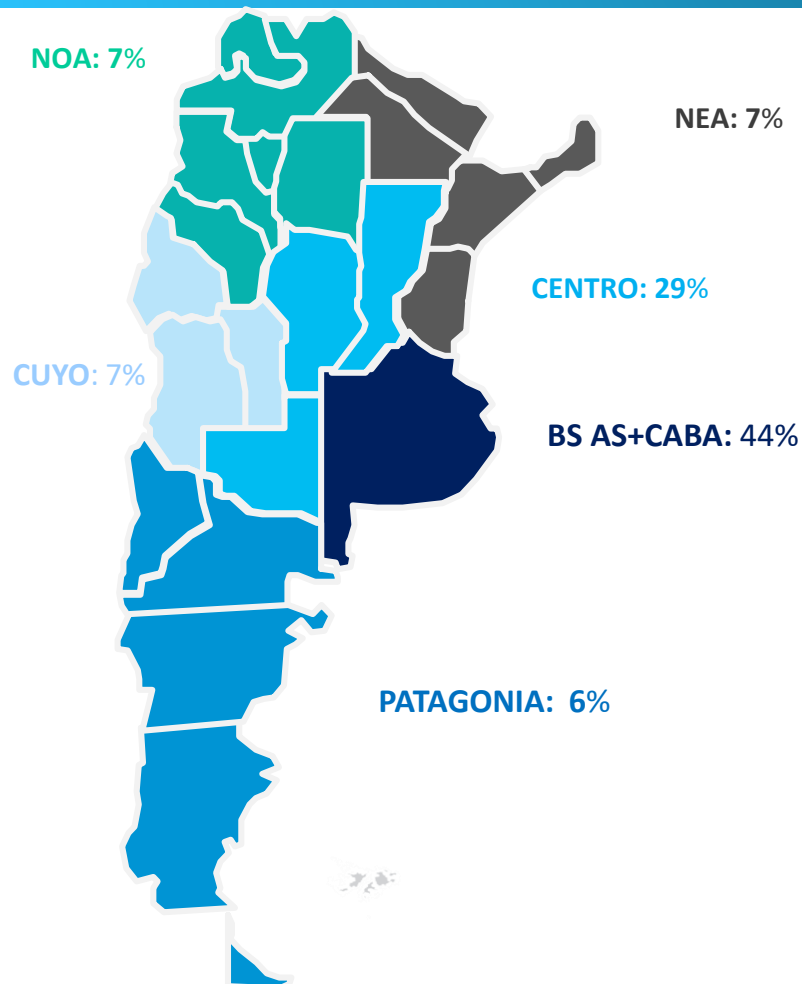 NOA: 7%
NEA: 7%
CENTRO: 29%
CUYO: 7%
BS AS+CABA: 44%
PATAGONIA: 6%